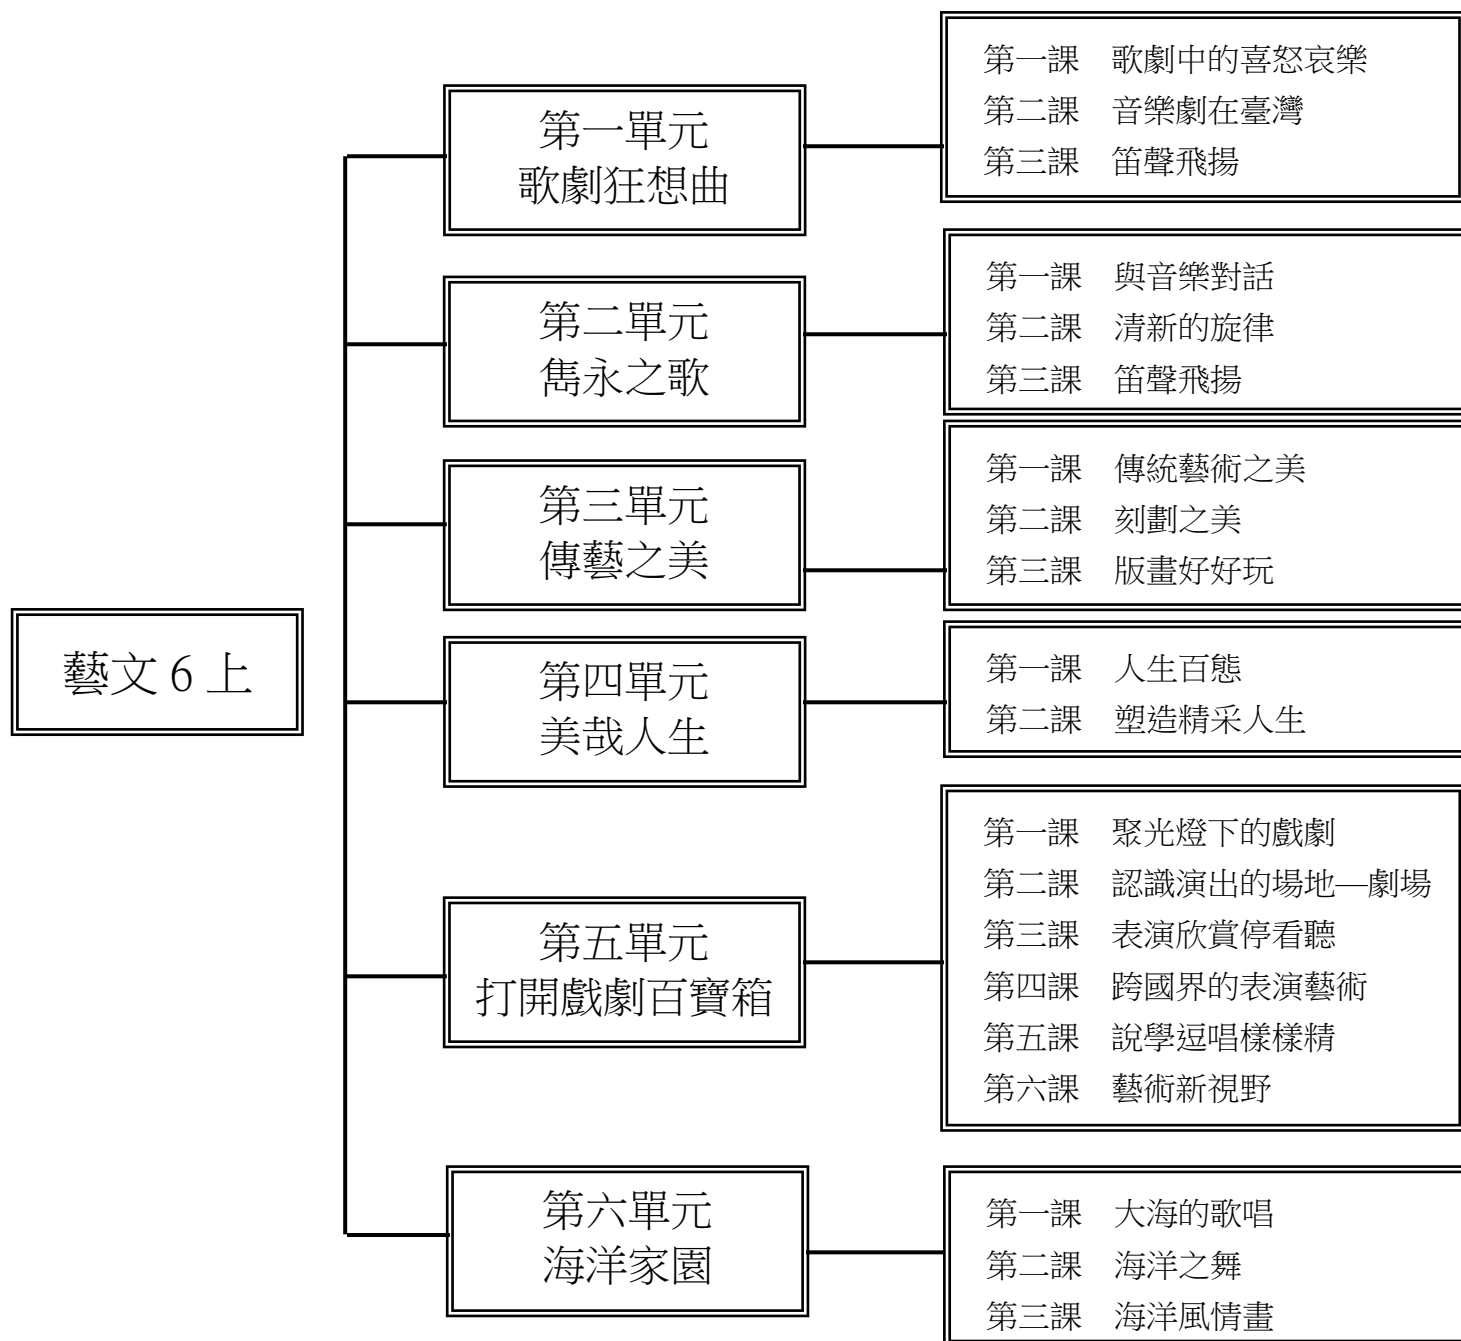 藝文 6 上
第一單元
歌劇狂想曲
第一課　歌劇中的喜怒哀樂
第二課　音樂劇在臺灣
第三課　笛聲飛揚
第二單元
雋永之歌
第一課　與音樂對話
第二課　清新的旋律
第三課　笛聲飛揚
第三單元
傳藝之美
第一課　傳統藝術之美
第二課　刻劃之美
第三課　版畫好好玩
第四單元
美哉人生
第一課　人生百態
第二課　塑造精采人生
第五單元
打開戲劇百寶箱
第一課　聚光燈下的戲劇
第二課　認識演出的場地─劇場
第三課　表演欣賞停看聽
第四課　跨國界的表演藝術
第五課　說學逗唱樣樣精
第六課　藝術新視野
第六單元
海洋家園
第一課　大海的歌唱
第二課　海洋之舞
第三課　海洋風情畫